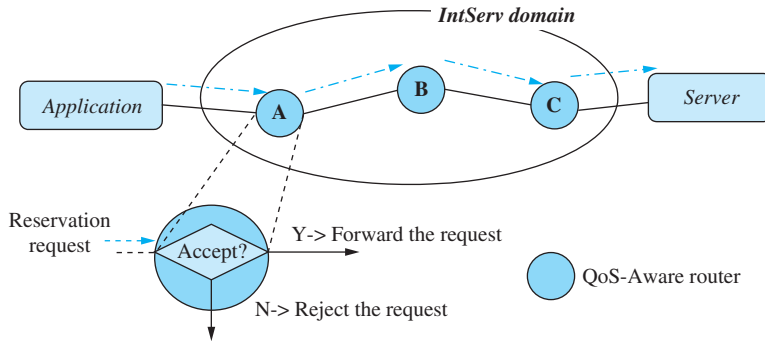 IntServ domain
Application
A
B
C
Server
Reservation
request
Accept?
Y-> Forward the request
N-> Reject the request
QoS-Aware router